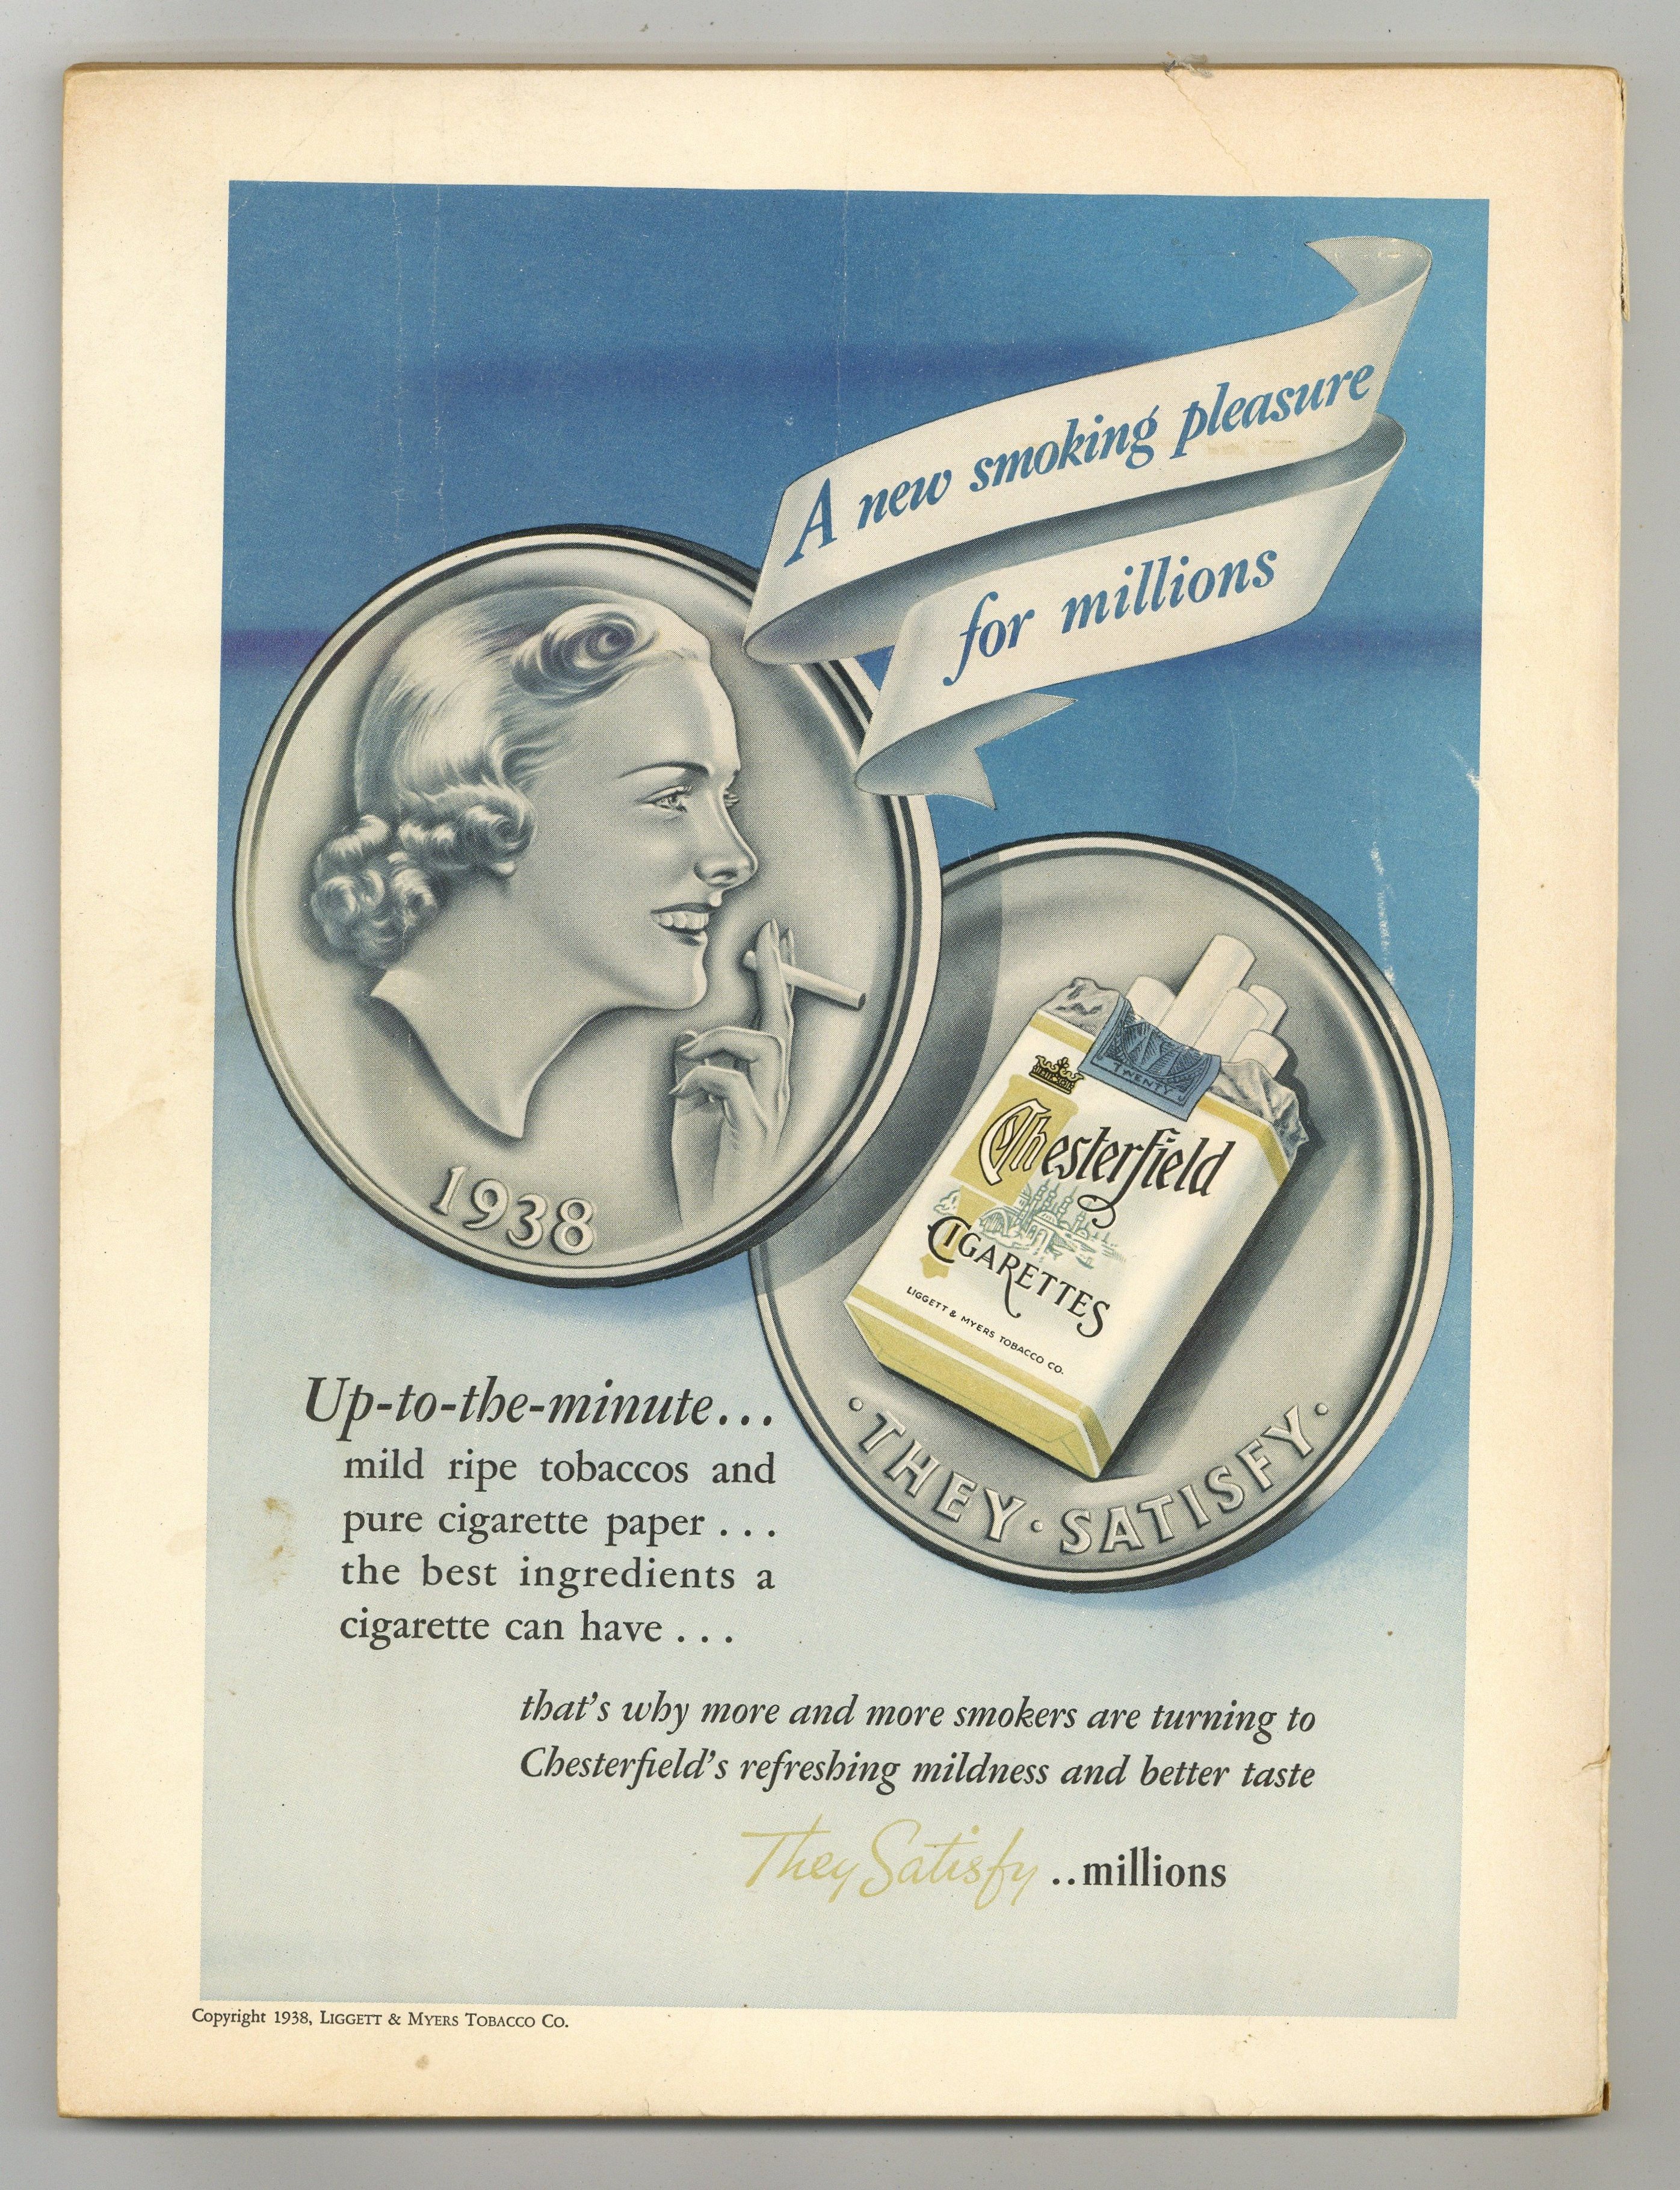 A new smoking pleasure
for millions
1938
TWENTY
Chesterfield
CIGARETTES
LIGGETT & MYERS TOBACCO CO.
· THEY · SATISFY ·
Up-to-the-minute...
mild ripe tobaccos and
pure cigarette paper . . .
the best ingredients a
cigarette can have . . .
that's why more and more smokers are turning to
Chesterfield's refreshing mildness and better taste
They Satisfy ..millions
Copyright 1938, LIGGETT & MYERS TOBACCO CO.